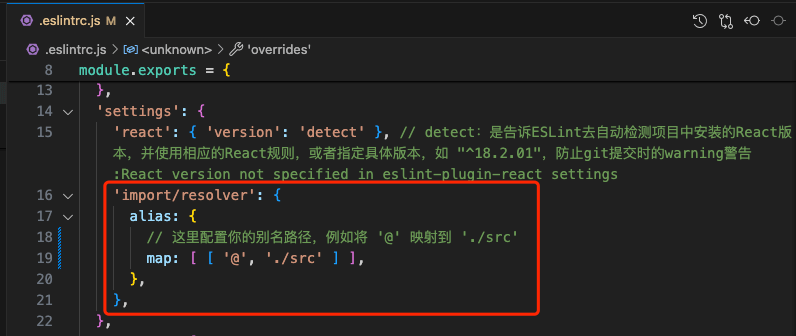 .eslintrc.js M ×
.eslintrc.js > <unknown> > 'overrides'
8 module.exports = {
13 },
14 'settings': {
15 'react': { 'version': 'detect' }, // detect: 是告诉ESLint去自动检测项目中安装的React版
本，并使用相应的React规则，或者指定具体版本，如 "^18.2.01"，防止git提交时的warning警告
:React version not specified in eslint-plugin-react settings
16 'import/resolver': {
17 alias: {
18 // 这里配置你的别名路径，例如将 '@' 映射到 './src'
19 map: [ [ '@', './src' ] ],
20 },
21 },
22 },